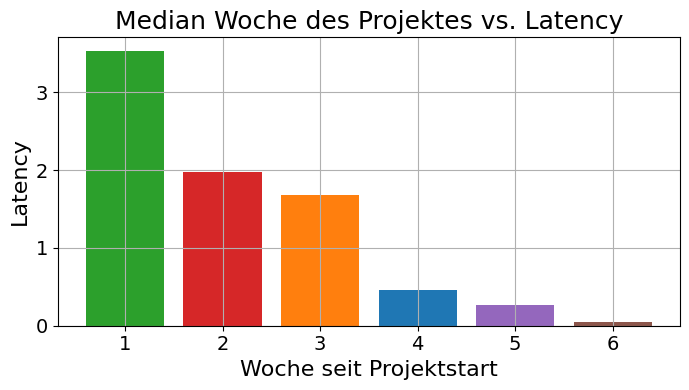 Median Woche des Projektes vs. Latency
Latency
3
2
1
0
1 2 3 4 5 6
Woche seit Projektstart